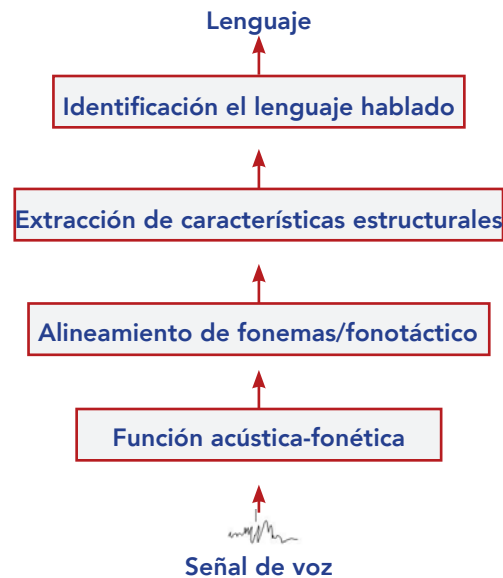 Lenguaje
Identificación el lenguaje hablado
Extracción de características estructurales
Alineamiento de fonemas/fonotáctico
Función acústica-fonética
Señal de voz